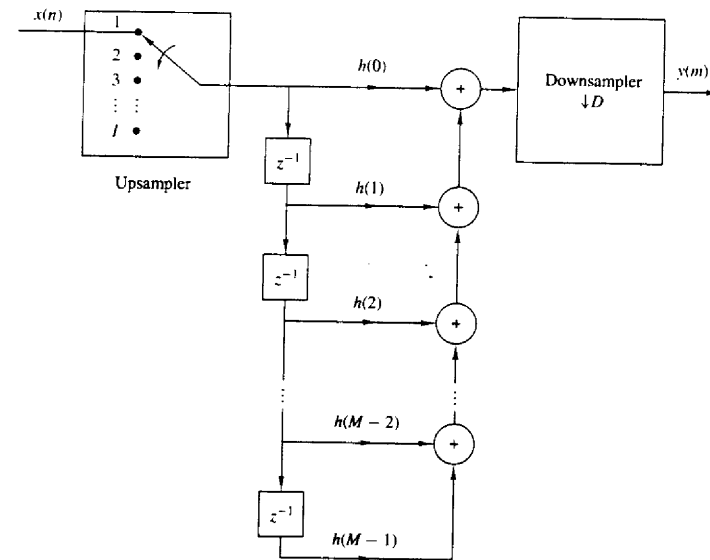 x(n)
1
2
3
⋮ ⋮
I
Upsampler
h(0)
+
Downsampler
↓D
y(m)
z⁻¹
h(1)
+
z⁻¹
h(2)
+
⋮
⋮
h(M − 2)
+
z⁻¹
h(M − 1)